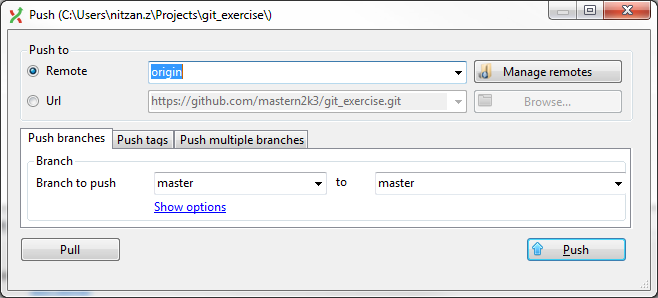 Push (C:\Users\nitzan.z\Projects\git_exercise\)
Push to
Remote origin Manage remotes
Url https://github.com/mastern2k3/git_exercise.git Browse...
Push branches Push tags Push multiple branches
Branch
Branch to push master to master
Show options
Pull Push